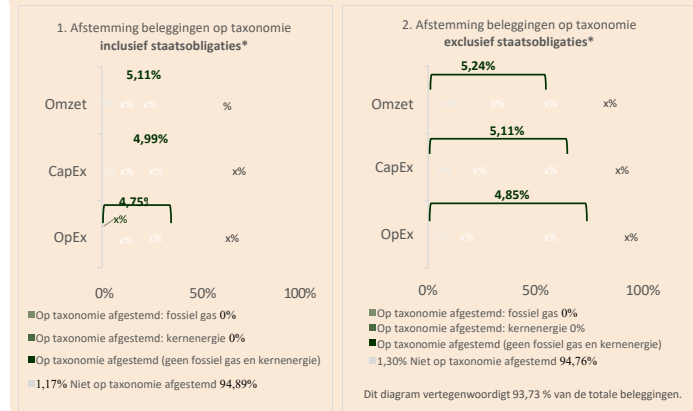 1. Afstemming beleggingen op taxonomie
inclusief staatsobligaties*
5,11%
Omzet x% x% %
4,99%
CapEx x% x% x%
4,75%
x%
OpEx x% x% x%
0% 50% 100%
Op taxonomie afgestemd: fossiel gas 0%
Op taxonomie afgestemd: kernenergie 0%
Op taxonomie afgestemd (geen fossiel gas en kernenergie)
1,17% Niet op taxonomie afgestemd 94,89%
2. Afstemming beleggingen op taxonomie
exclusief staatsobligaties*
5,24%
Omzet x% x% x% x%
5,11%
CapEx x% x% x%
4,85%
OpEx x% x% x%
0% 50% 100%
Op taxonomie afgestemd: fossiel gas 0%
Op taxonomie afgestemd: kernenergie 0%
Op taxonomie afgestemd (geen fossiel gas en kernenergie)
1,30% Niet op taxonomie afgestemd 94,76%
Dit diagram vertegenwoordigt 93,73 % van de totale beleggingen.